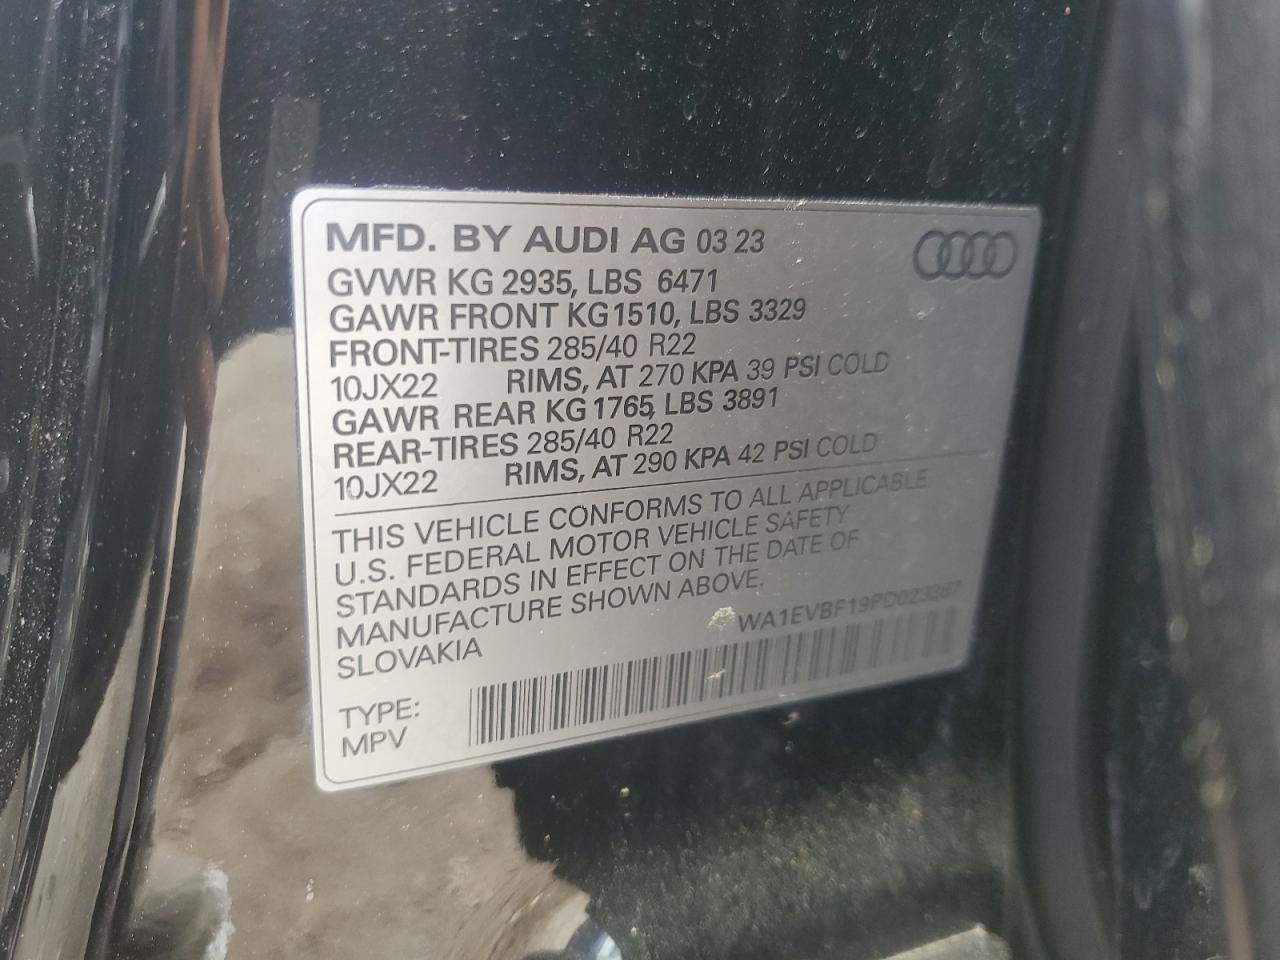 MFD. BY AUDI AG 03 23
GVWR KG 2935, LBS 6471
GAWR FRONT KG1510, LBS 3329
FRONT-TIRES 285/40 R22
10JX22 RIMS, AT 270 KPA 39 PSI COLD
GAWR REAR KG1765, LBS 3891
REAR-TIRES 285/40 R22
10JX22 RIMS, AT 290 KPA 42 PSI COLD
THIS VEHICLE CONFORMS TO ALL APPLICABLE
U.S. FEDERAL MOTOR VEHICLE SAFETY
STANDARDS IN EFFECT ON THE DATE OF
MANUFACTURE SHOWN ABOVE.
SLOVAKIA
TYPE:
MPV